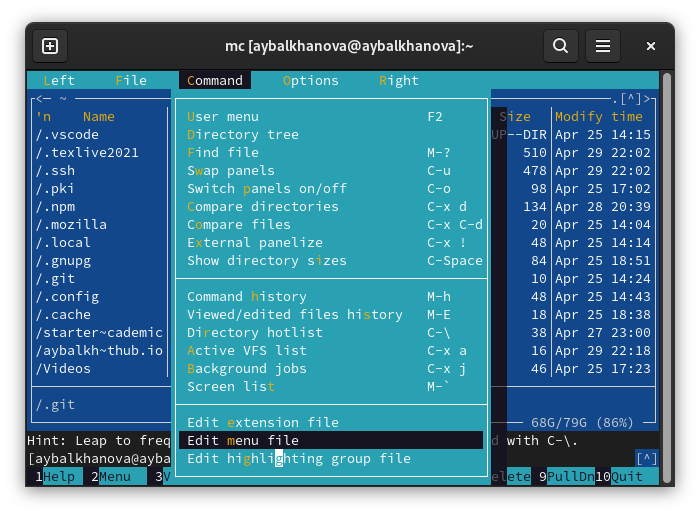 mc [aybalkhanova@aybalkhanova]:~
Left File Command Options Right
<─ ~ .[^]>
'n Name Size Modify time
User menu F2
/.vscode Directory tree UP--DIR Apr 25 14:15
/.texlive2021 Find file M-? 510 Apr 29 22:02
/.ssh Swap panels C-u 478 Apr 29 22:02
/.pki Switch panels on/off C-o 98 Apr 25 17:02
/.npm Compare directories C-x d 134 Apr 28 20:39
/.mozilla Compare files C-x C-d 20 Apr 25 14:04
/.local External panelize C-x ! 48 Apr 25 14:14
/.gnupg Show directory sizes C-Space 84 Apr 25 18:51
/.git 10 Apr 25 14:24
/.config Command history M-h 48 Apr 25 14:43
/.cache Viewed/edited files history M-E 18 Apr 25 18:38
/starter~cademic Directory hotlist C-\ 38 Apr 27 23:00
/aybalkh~thub.io Active VFS list C-x a 16 Apr 29 22:18
/Videos Background jobs C-x j 46 Apr 25 17:23
Screen list M-`
/.git
Edit extension file 68G/79G (86%)
Hint: Leap to freq Edit menu file d with C-\.
[aybalkhanova@ayba Edit highlighting group file [^]
1Help 2Menu 3V elete 9PullDn 10Quit